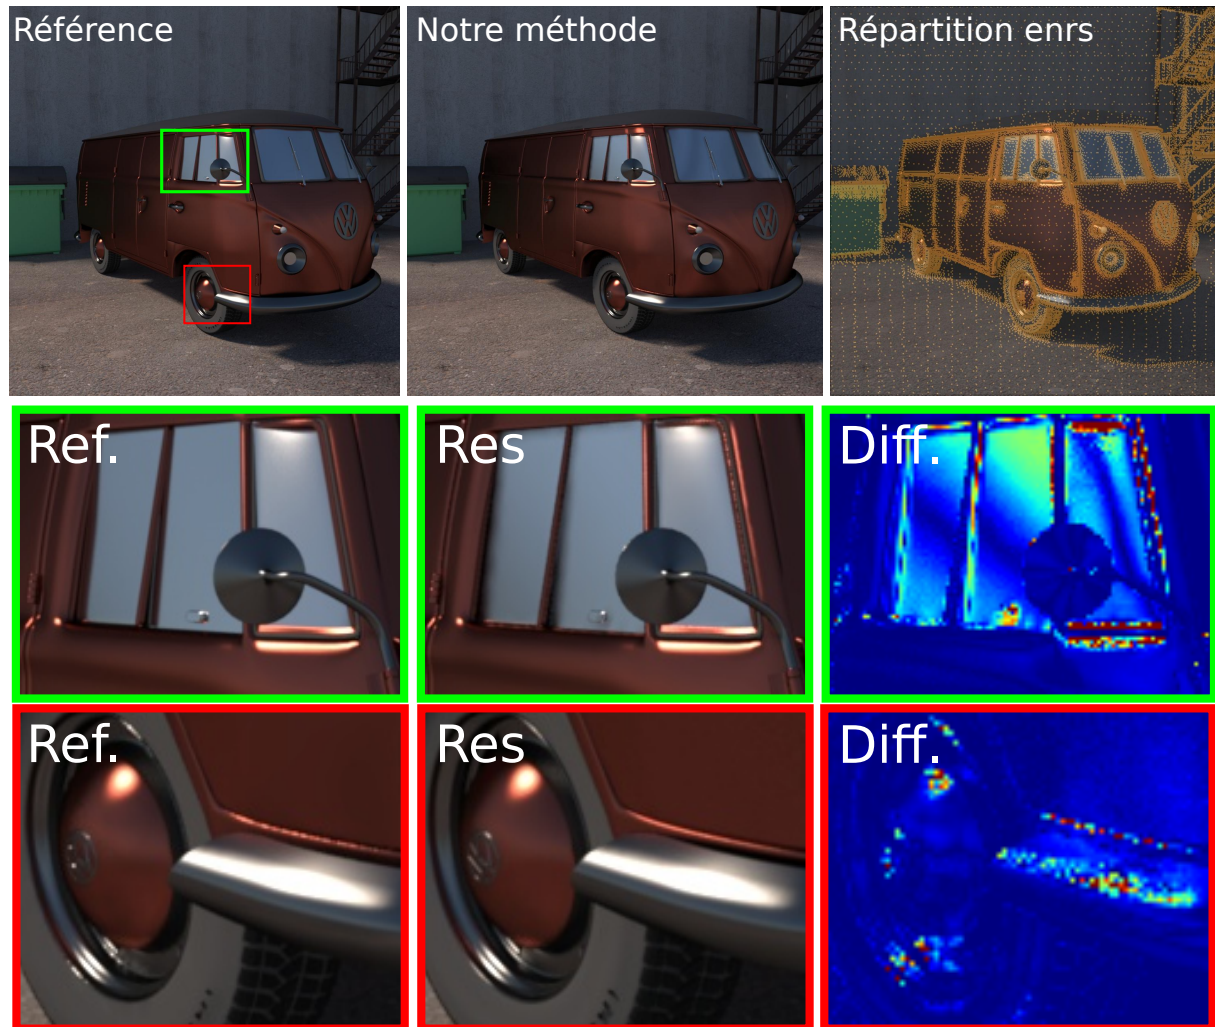 Référence
Notre méthode
Répartition enrs
Ref.
Res
Diff.
Ref.
Res
Diff.